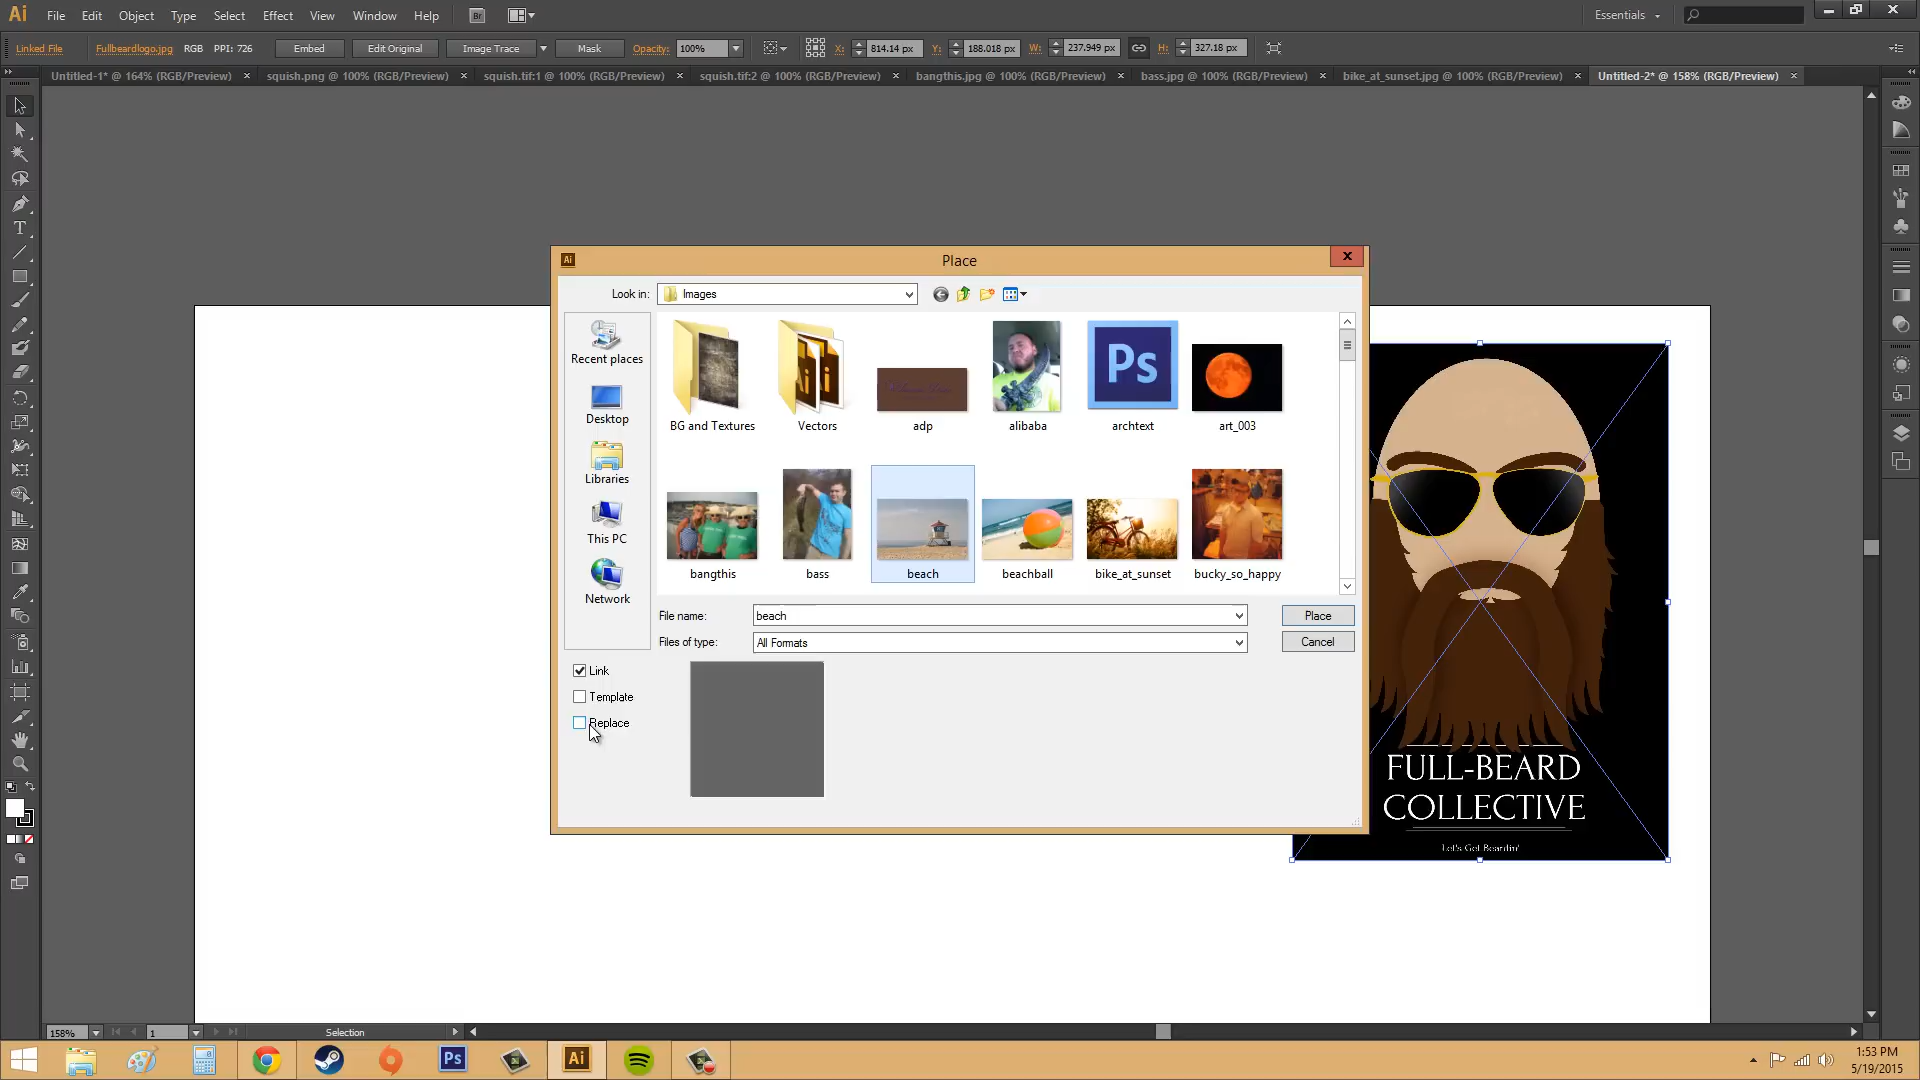 Ai File Edit Object Type Select Effect View Window Help Br Essentials
Linked File Fullbeardlogo.jpg RGB PPI: 726 Embed Edit Original Image Trace Mask Opacity: 100% X: 814.14 px Y: 188.018 px W: 237.949 px H: 327.18 px
Untitled-1* @ 164% (RGB/Preview) squish.png @ 100% (RGB/Preview) squish.tif:1 @ 100% (RGB/Preview) squish.tif:2 @ 100% (RGB/Preview) bangthis.jpg @ 100% (RGB/Preview) bass.jpg @ 100% (RGB/Preview) bike_at_sunset.jpg @ 100% (RGB/Preview) Untitled-2* @ 158% (RGB/Preview)
Ai Place
Look in: Images
Recent places
Desktop
Libraries
This PC
Network
Ps
BG and Textures Vectors adp alibaba archtext art_003
bangthis bass beach beachball bike_at_sunset bucky_so_happy
File name: beach Place
Files of type: All Formats Cancel
Link
Template
Replace
FULL-BEARD
COLLECTIVE
Let's Get Beardin'
158% 1 Selection
Ps Ai
1:53 PM
5/19/2015